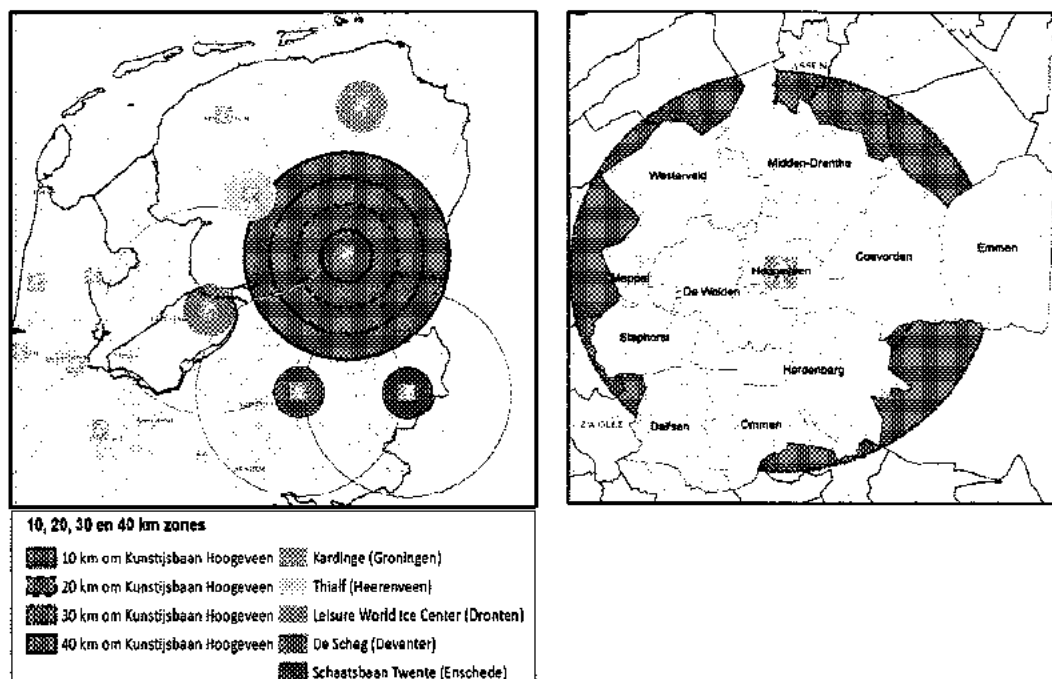 ASSEN
Westerveld
Midden-Drenthe
Emmen
Coevorden
Meppel
Hoogeveen
De Wolden
Staphorst
Hardenberg
ZWOLLE
Dalfsen
Ommen
10, 20, 30 en 40 km zones
10 km om Kunstijsbaan Hoogeveen
Kardinge (Groningen)
20 km om Kunstijsbaan Hoogeveen
Thialf (Heerenveen)
30 km om Kunstijsbaan Hoogeveen
Leisure World Ice Center (Dronten)
40 km om Kunstijsbaan Hoogeveen
De Scheg (Deventer)
Schaatsbaan Twente (Enschede)